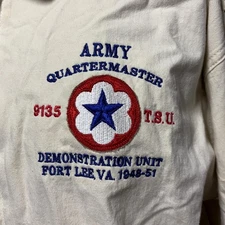 ARMY
QUARTERMASTER
9135 T.S.U.
DEMONSTRATION UNIT
FORT LEE, VA. 1948-51